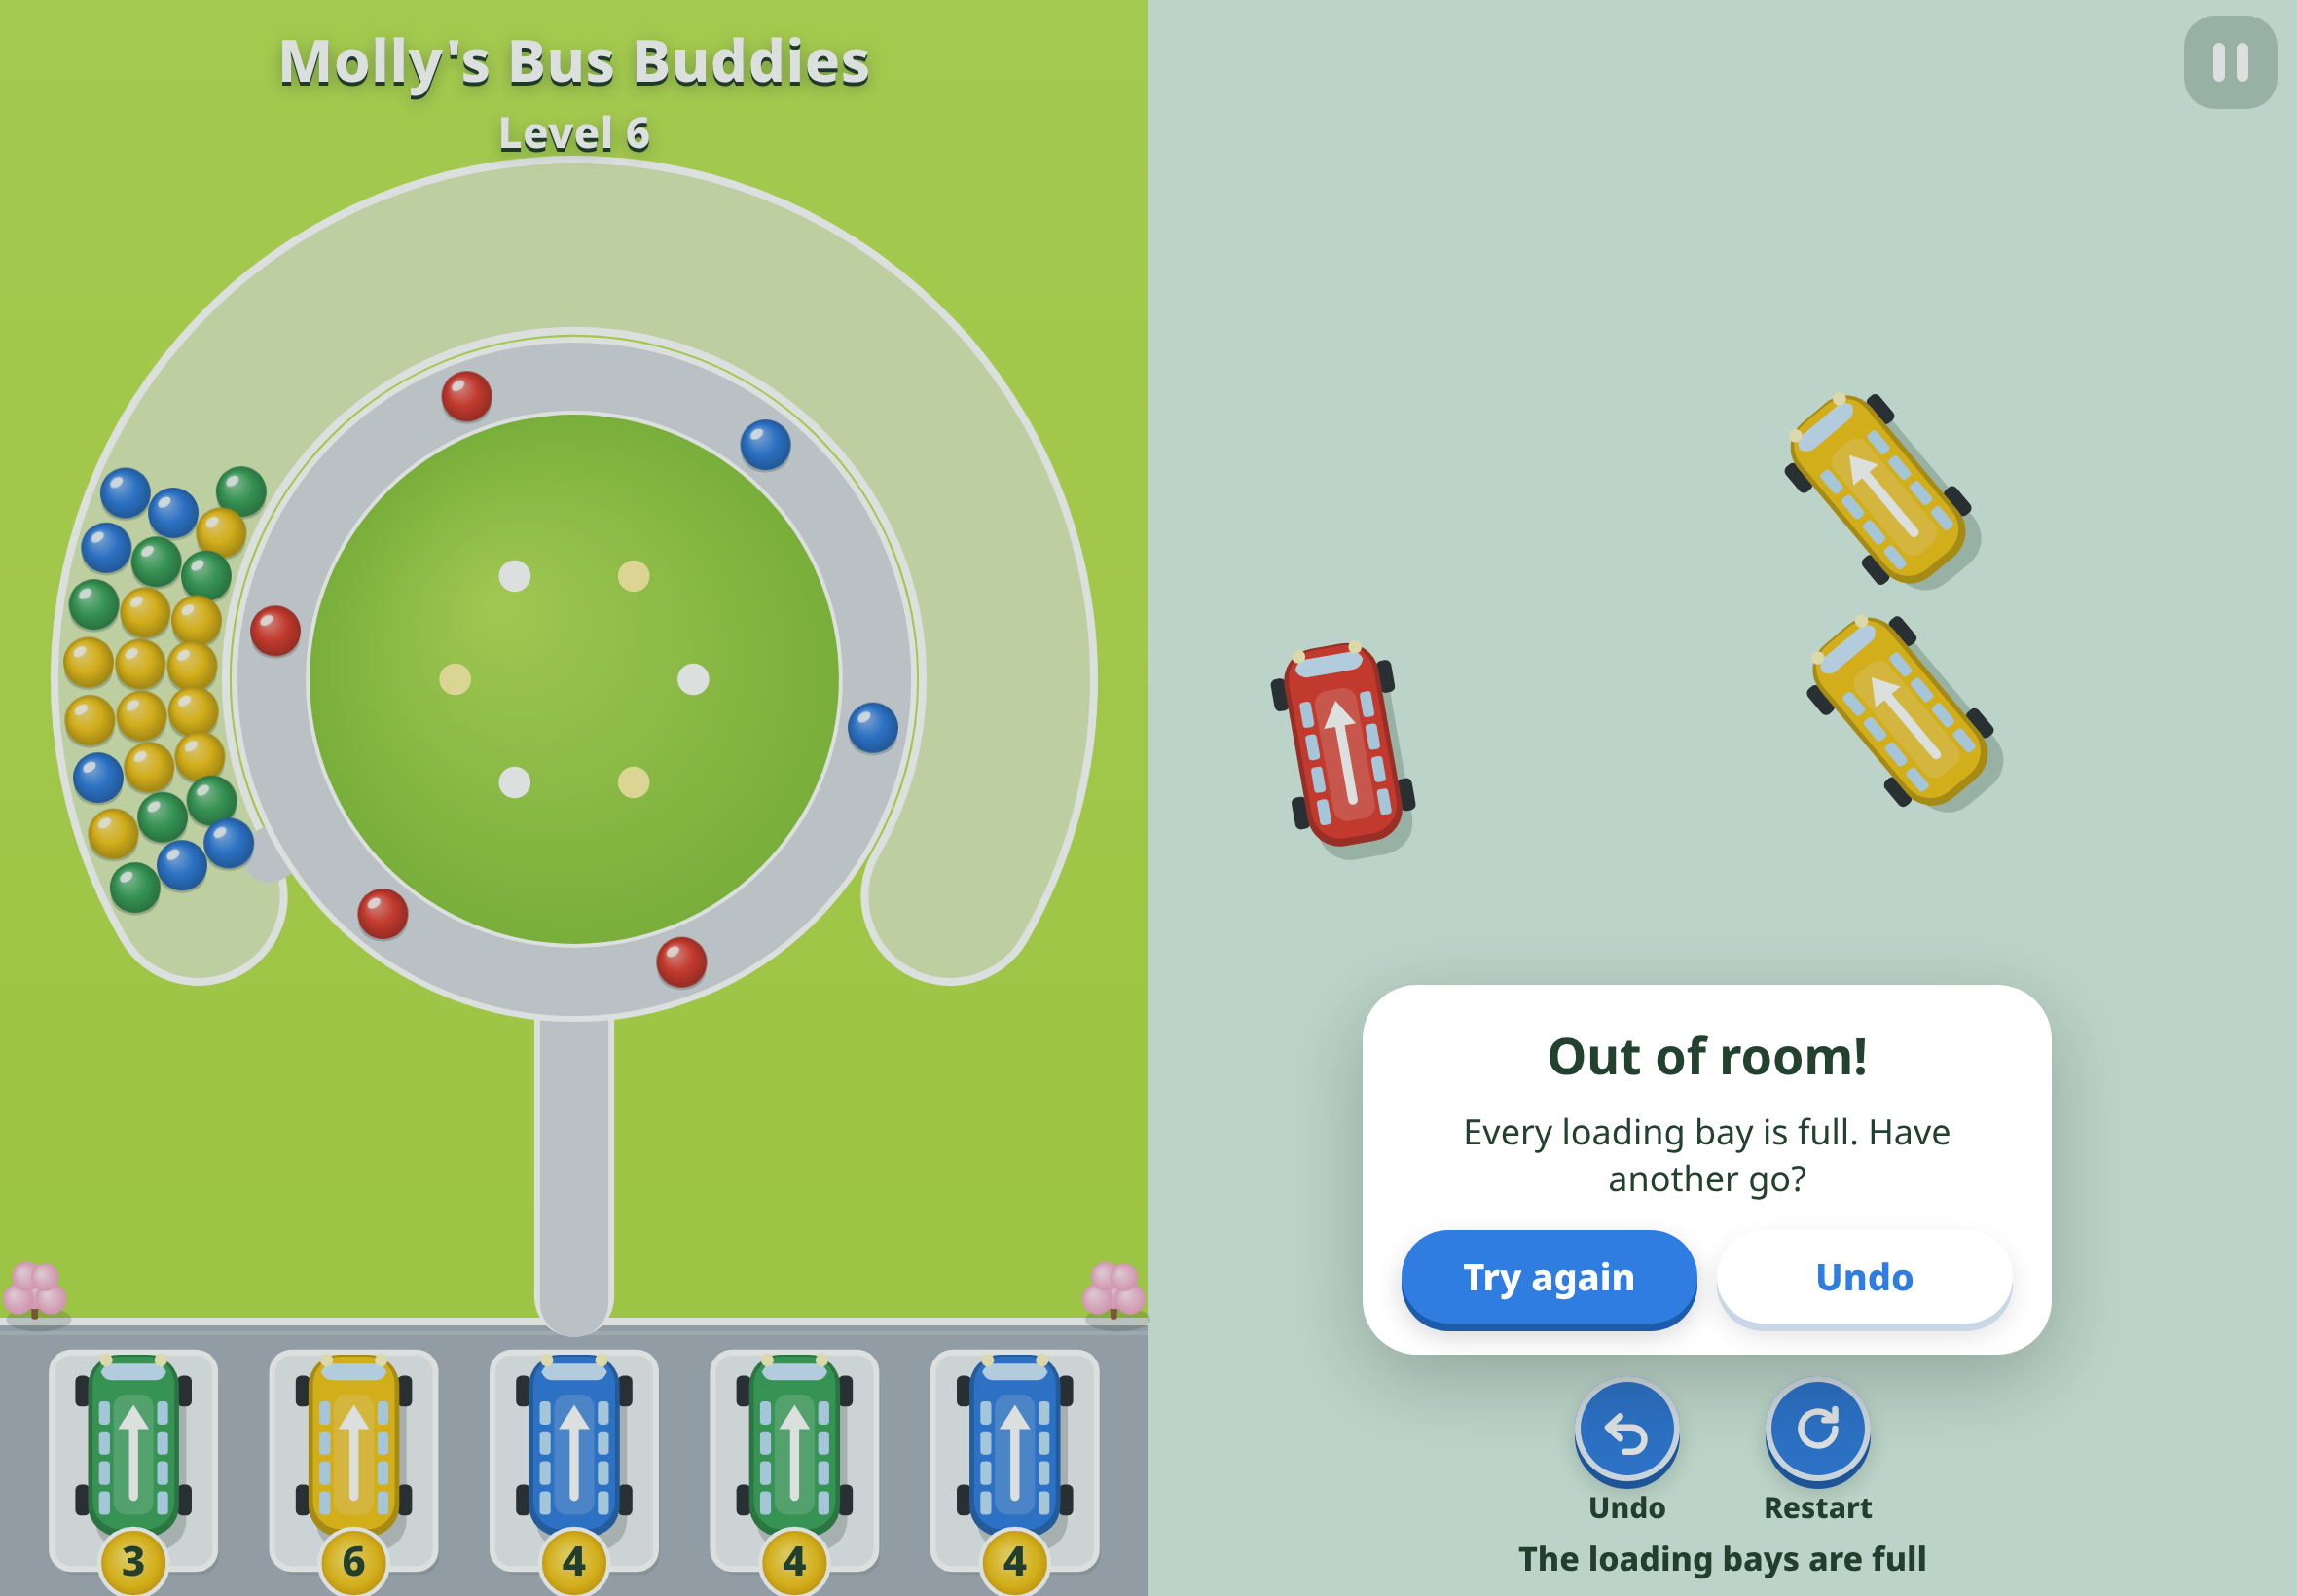 Molly's Bus Buddies
Level 6
Out of room!
Every loading bay is full. Have
another go?
Try again
Undo
Undo
Restart
The loading bays are full
3
6
4
4
4